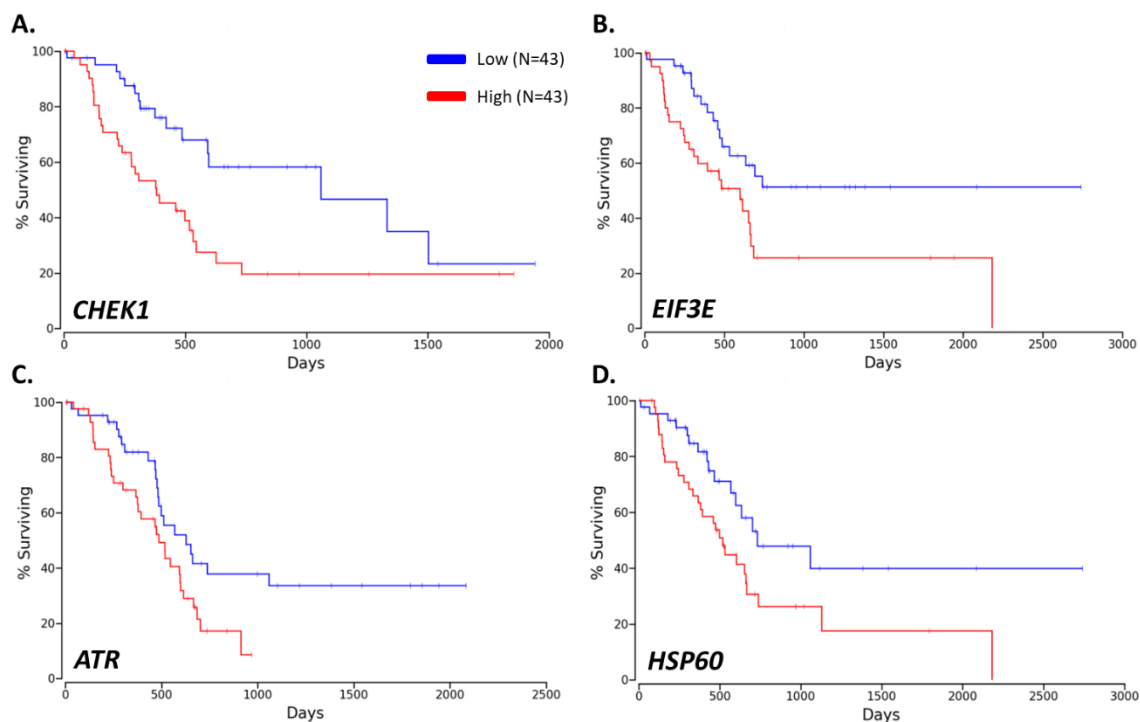 A.
100
80
60
40
20
0
% Surviving
0 500 1000 1500 2000
Days
CHEK1
Low (N=43)
High (N=43)
B.
100
80
60
40
20
0
% Surviving
0 500 1000 1500 2000 2500 3000
Days
EIF3E
C.
100
80
60
40
20
0
% Surviving
0 500 1000 1500 2000 2500
Days
ATR
D.
100
80
60
40
20
0
% Surviving
0 500 1000 1500 2000 2500 3000
Days
HSP60